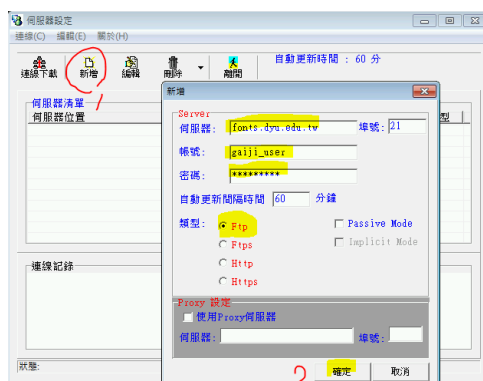 伺服器設定
連線(C) 編輯(E) 關於(H)
連線下載 新增 編輯 刪除 離開 自動更新時間 : 60 分
伺服器清單
伺服器位置 型
新增
Server
伺服器: fonts.dyu.edu.tw 埠號: 21
帳號: gaiji_user
密碼: *********
自動更新間隔時間 60 分鐘
類型: Ftp Passive Mode
Ftps Implicit Mode
Http
Https
連線記錄
Proxy 設定
使用Proxy伺服器
伺服器: 埠號:
確定 取消
狀態: